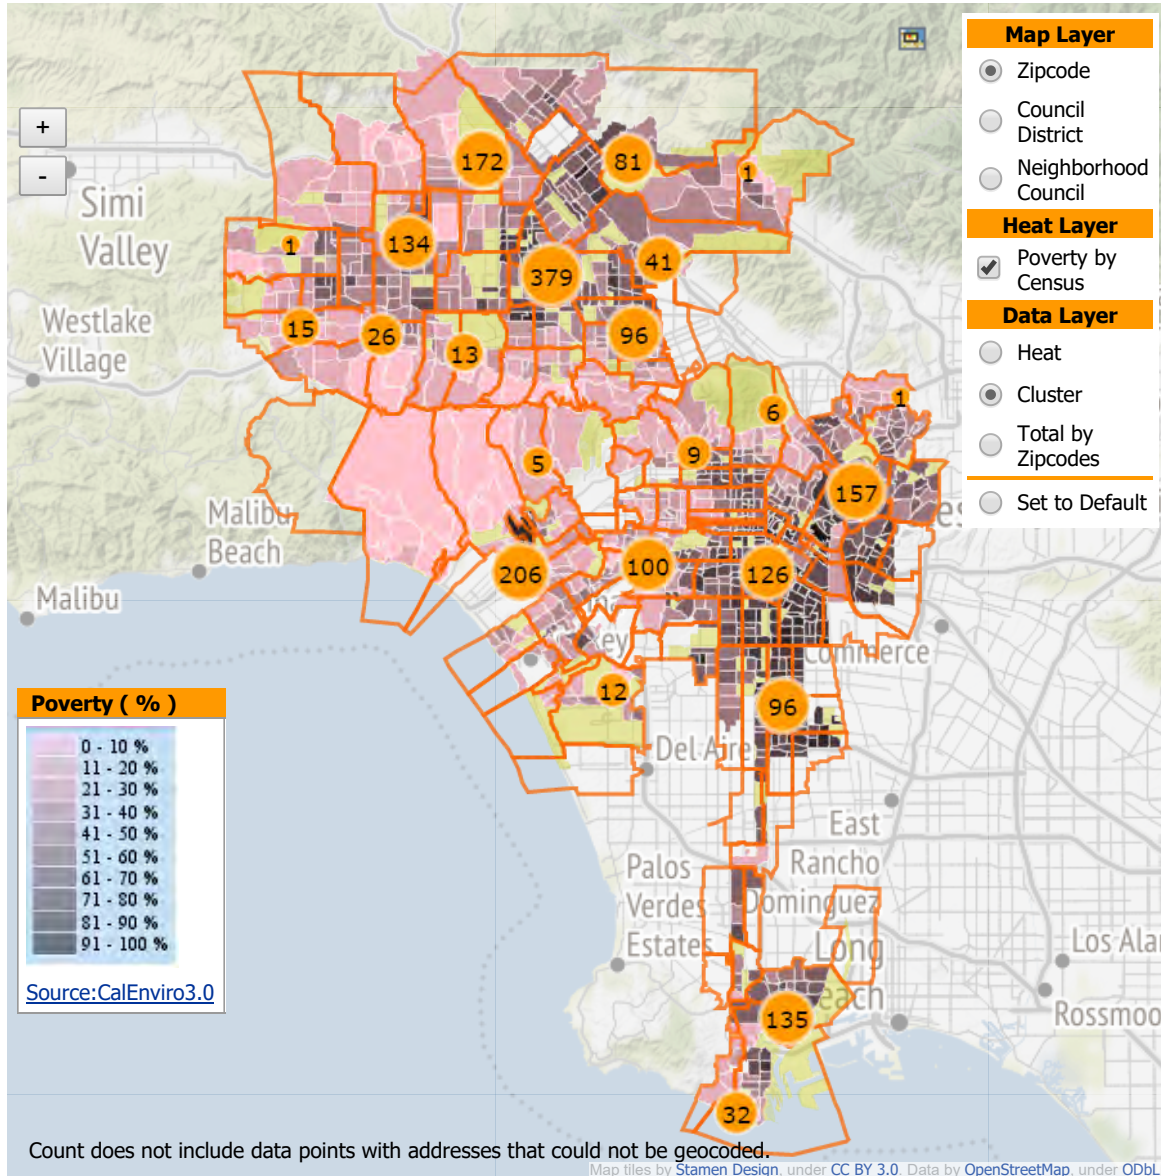 Map Layer
Zipcode
Council
District
Neighborhood
Council
Heat Layer
Poverty by
Census
Data Layer
Heat
Cluster
Total by
Zipcodes
Set to Default
+
-
Simi
Valley
Westlake
Village
Malibu
Beach
Malibu
172
81
1
134
1
379
41
15
26
13
96
6
1
5
9
157
206
100
126
Commerce
12
96
Del Aire
East
Rancho
Dominguez
Palos
Verdes
Estates
Long
Beach
Los Ala
Rossmoo
135
32
Poverty ( % )
0 - 10 %
11 - 20 %
21 - 30 %
31 - 40 %
41 - 50 %
51 - 60 %
61 - 70 %
71 - 80 %
81 - 90 %
91 - 100 %
Source:CalEnviro3.0
Count does not include data points with addresses that could not be geocoded.
Map tiles by Stamen Design, under CC BY 3.0. Data by OpenStreetMap, under ODbL